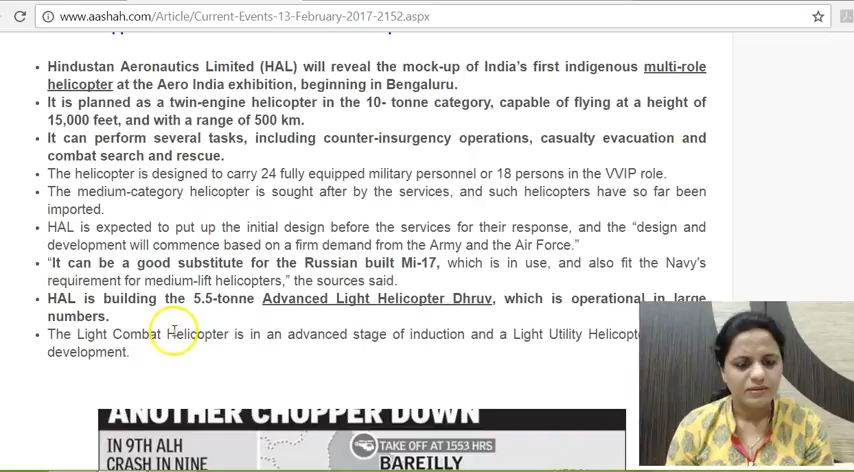 www.aashah.com/Article/Current-Events-13-February-2017-2152.aspx
• Hindustan Aeronautics Limited (HAL) will reveal the mock-up of India's first indigenous multi-role
helicopter at the Aero India exhibition, beginning in Bengaluru.
• It is planned as a twin-engine helicopter in the 10- tonne category, capable of flying at a height of
15,000 feet, and with a range of 500 km.
• It can perform several tasks, including counter-insurgency operations, casualty evacuation and
combat search and rescue.
• The helicopter is designed to carry 24 fully equipped military personnel or 18 persons in the VVIP role.
• The medium-category helicopter is sought after by the services, and such helicopters have so far been
imported.
• HAL is expected to put up the initial design before the services for their response, and the “design and
development will commence based on a firm demand from the Army and the Air Force.”
• “It can be a good substitute for the Russian built Mi-17, which is in use, and also fit the Navy's
requirement for medium-lift helicopters,” the sources said.
• HAL is building the 5.5-tonne Advanced Light Helicopter Dhruv, which is operational in large
numbers.
• The Light Combat Helicopter is in an advanced stage of induction and a Light Utility Helicopt
development.
ANOTHER CHOPPER DOWN
IN 9TH ALH
CRASH IN NINE
TAKE OFF AT 1553 HRS
BAREILLY